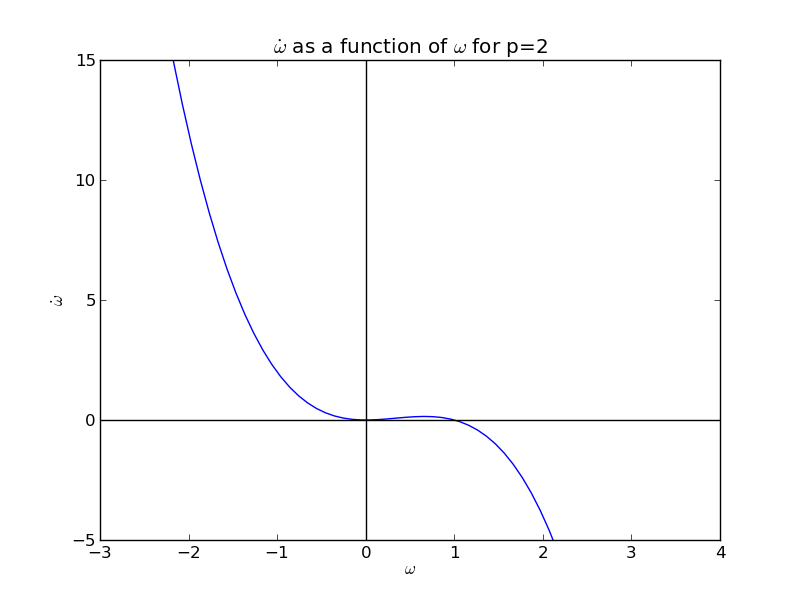 ω̇ as a function of ω for p=2
15
10
5
0
−5
ω̇
−3 −2 −1 0 1 2 3 4
ω